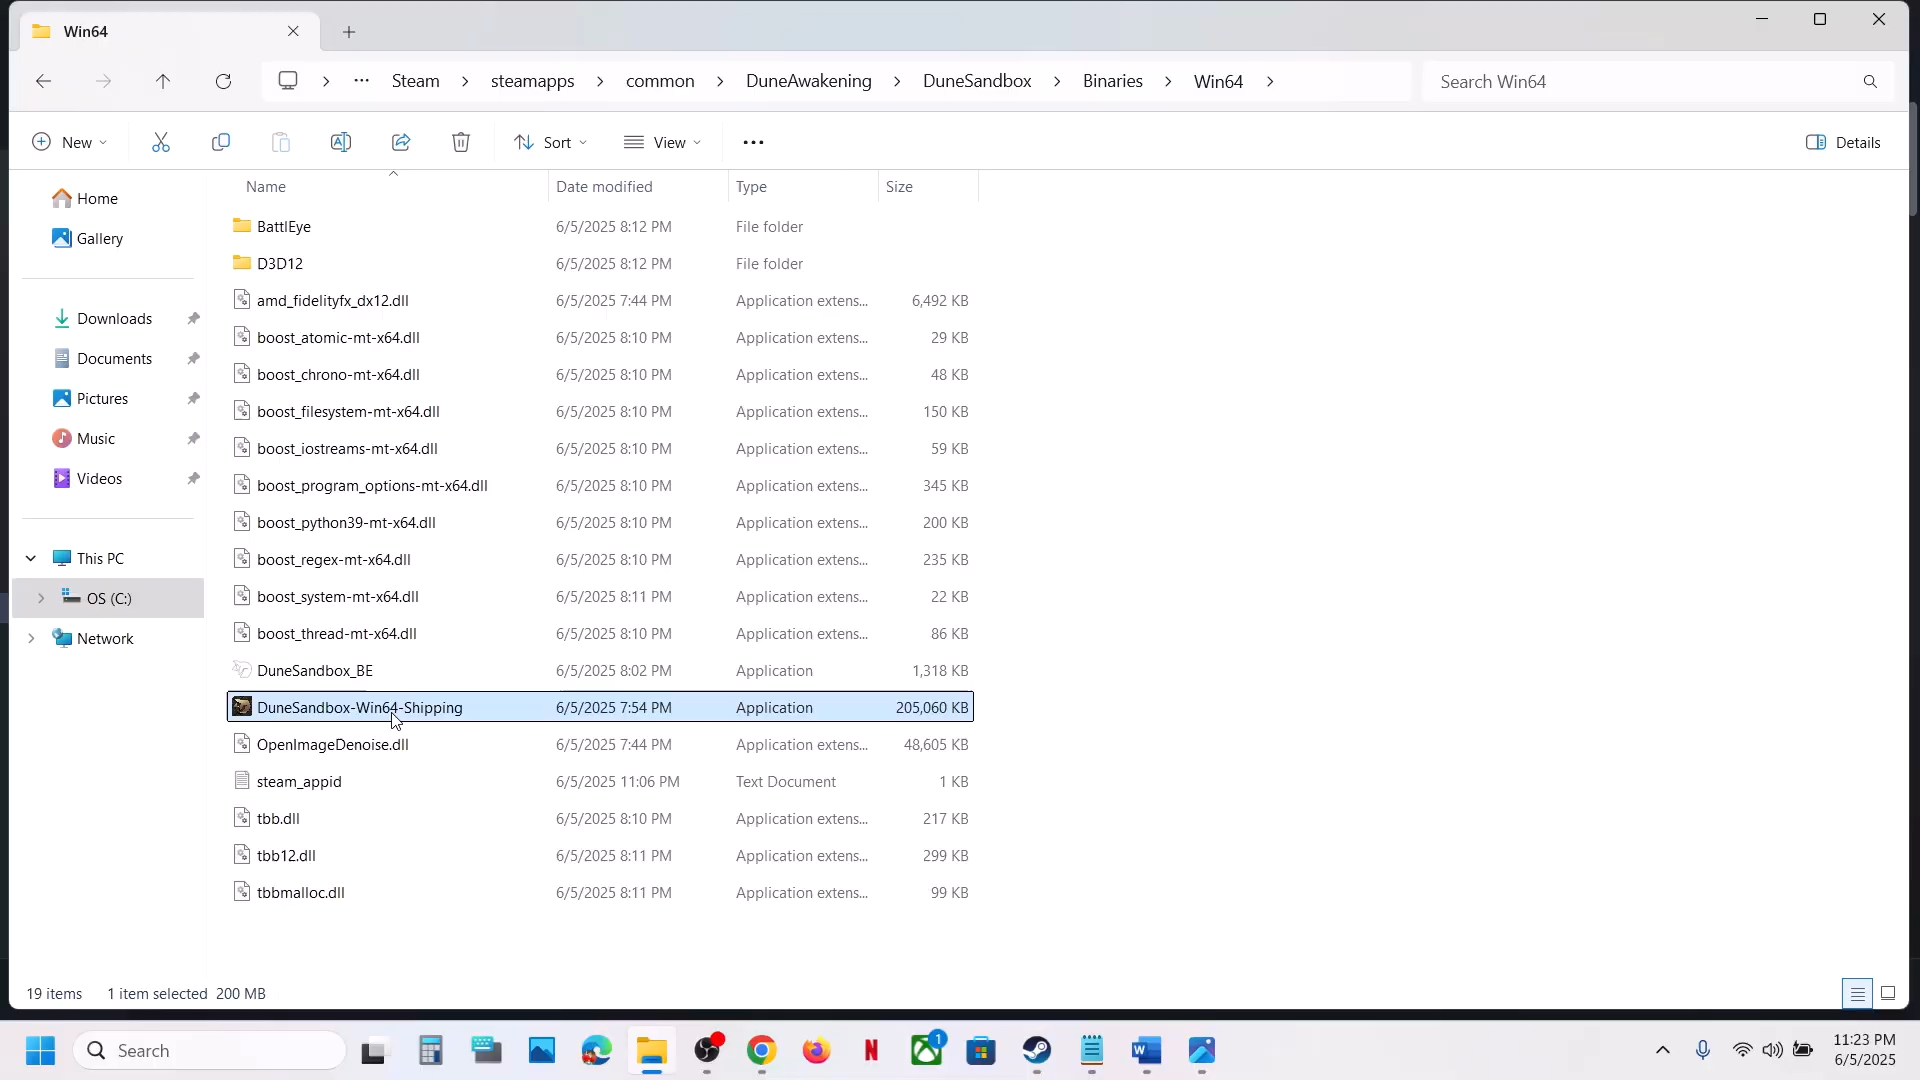 Win64
Steam > steamapps > common > DuneAwakening > DuneSandbox > Binaries > Win64 >
Search Win64
New
Sort
View
Details
Name Date modified Type Size
Home
Gallery
Downloads
Documents
Pictures
Music
Videos
This PC
OS (C:)
Network
BattlEye 6/5/2025 8:12 PM File folder
D3D12 6/5/2025 8:12 PM File folder
amd_fidelityfx_dx12.dll 6/5/2025 7:44 PM Application extens... 6,492 KB
boost_atomic-mt-x64.dll 6/5/2025 8:10 PM Application extens... 29 KB
boost_chrono-mt-x64.dll 6/5/2025 8:10 PM Application extens... 48 KB
boost_filesystem-mt-x64.dll 6/5/2025 8:10 PM Application extens... 150 KB
boost_iostreams-mt-x64.dll 6/5/2025 8:10 PM Application extens... 59 KB
boost_program_options-mt-x64.dll 6/5/2025 8:10 PM Application extens... 345 KB
boost_python39-mt-x64.dll 6/5/2025 8:10 PM Application extens... 200 KB
boost_regex-mt-x64.dll 6/5/2025 8:10 PM Application extens... 235 KB
boost_system-mt-x64.dll 6/5/2025 8:11 PM Application extens... 22 KB
boost_thread-mt-x64.dll 6/5/2025 8:10 PM Application extens... 86 KB
DuneSandbox_BE 6/5/2025 8:02 PM Application 1,318 KB
DuneSandbox-Win64-Shipping 6/5/2025 7:54 PM Application 205,060 KB
OpenImageDenoise.dll 6/5/2025 7:44 PM Application extens... 48,605 KB
steam_appid 6/5/2025 11:06 PM Text Document 1 KB
tbb.dll 6/5/2025 8:10 PM Application extens... 217 KB
tbb12.dll 6/5/2025 8:11 PM Application extens... 299 KB
tbbmalloc.dll 6/5/2025 8:11 PM Application extens... 99 KB
19 items 1 item selected 200 MB
Search
1
11:23 PM
6/5/2025